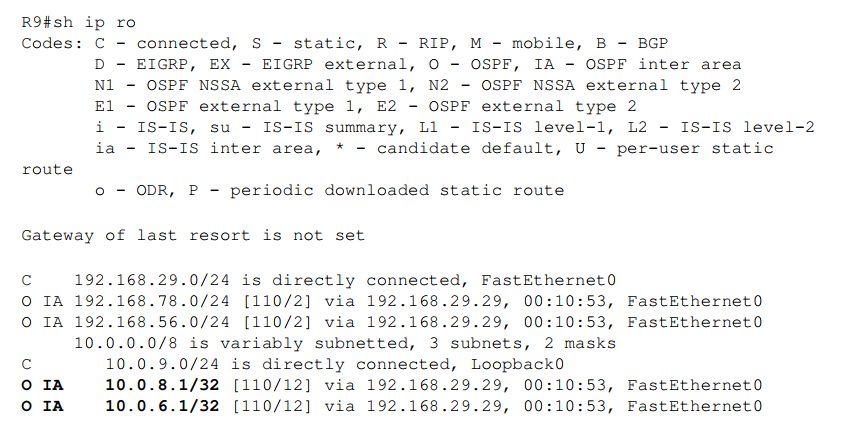 R9#sh ip ro
Codes: C - connected, S - static, R - RIP, M - mobile, B - BGP
       D - EIGRP, EX - EIGRP external, O - OSPF, IA - OSPF inter area
       N1 - OSPF NSSA external type 1, N2 - OSPF NSSA external type 2
       E1 - OSPF external type 1, E2 - OSPF external type 2
       i - IS-IS, su - IS-IS summary, L1 - IS-IS level-1, L2 - IS-IS level-2
       ia - IS-IS inter area, * - candidate default, U - per-user static
route
       o - ODR, P - periodic downloaded static route

Gateway of last resort is not set

C    192.168.29.0/24 is directly connected, FastEthernet0
O IA 192.168.78.0/24 [110/2] via 192.168.29.29, 00:10:53, FastEthernet0
O IA 192.168.56.0/24 [110/2] via 192.168.29.29, 00:10:53, FastEthernet0
     10.0.0.0/8 is variably subnetted, 3 subnets, 2 masks
C       10.0.9.0/24 is directly connected, Loopback0
O IA    10.0.8.1/32 [110/12] via 192.168.29.29, 00:10:53, FastEthernet0
O IA    10.0.6.1/32 [110/12] via 192.168.29.29, 00:10:53, FastEthernet0